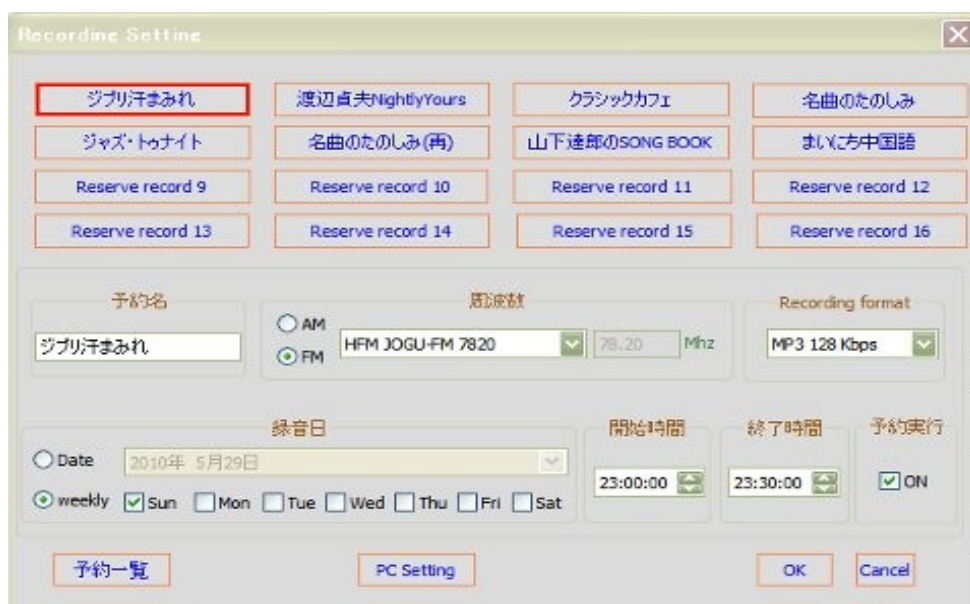 Recording Setting
ジブリ汗まみれ 渡辺貞夫NightlyYours クラシックカフェ 名曲のたのしみ
ジャズ・トゥナイト 名曲のたのしみ(再) 山下達郎のSONG BOOK まいにち中国語
Reserve record 9 Reserve record 10 Reserve record 11 Reserve record 12
Reserve record 13 Reserve record 14 Reserve record 15 Reserve record 16
予約名 周波数 Recording format
AM
ジブリ汗まみれ FM HFM JOGU-FM 7820 78.20 Mhz MP3 128 Kbps
録音日 開始時間 終了時間 予約実行
Date 2010年 5月29日
weekly Sun Mon Tue Wed Thu Fri Sat 23:00:00 23:30:00 ON
予約一覧 PC Setting OK Cancel